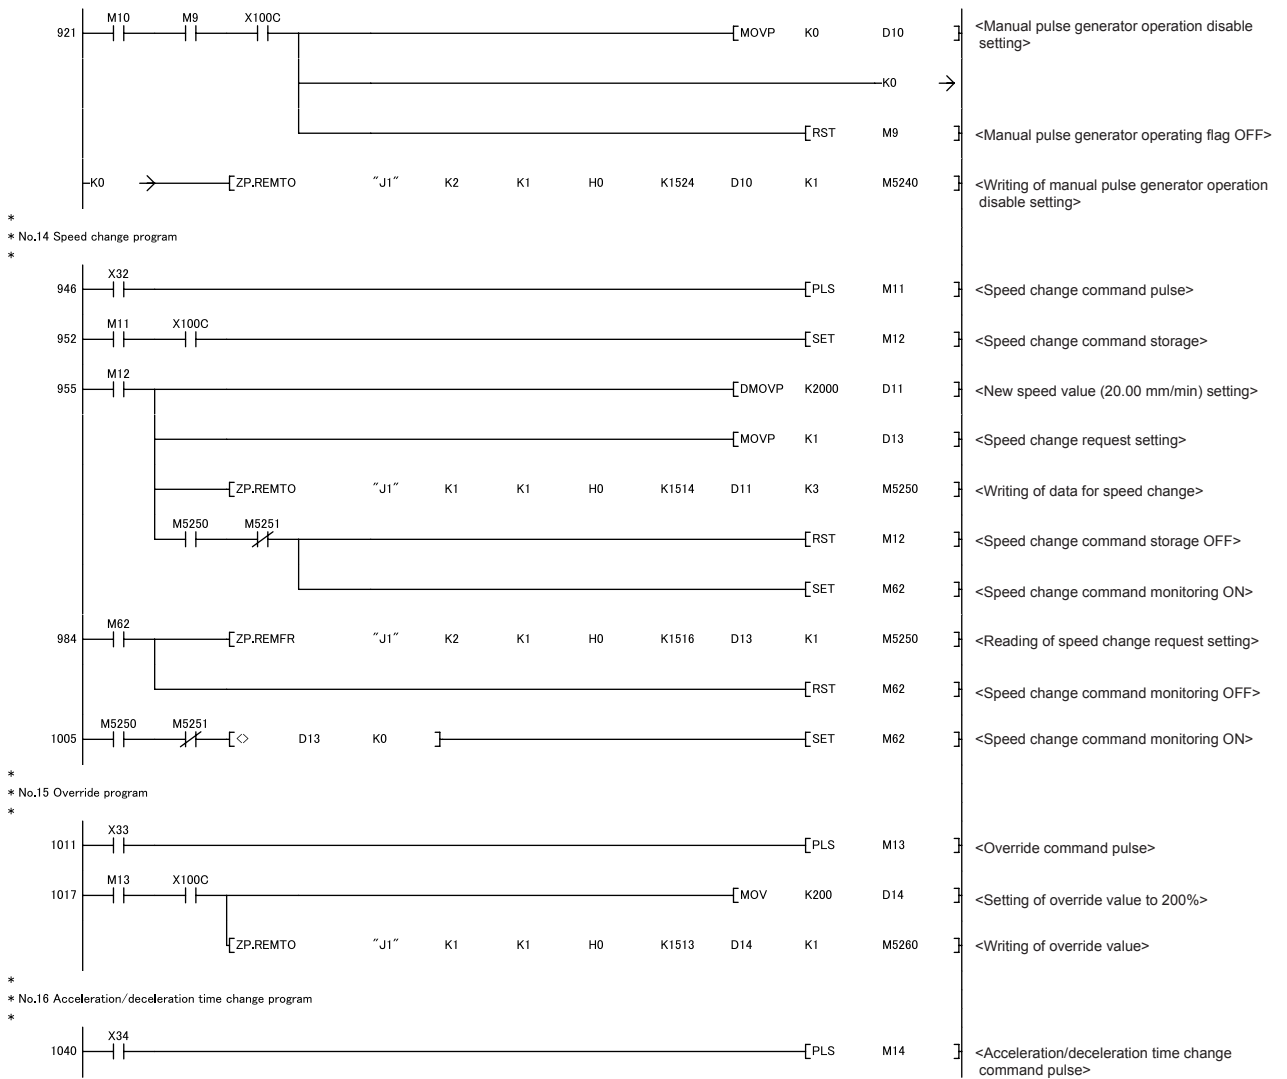 M10 M9 X100C
921 MOVP K0 D10 <Manual pulse generator operation disable
setting>
K0
RST M9 <Manual pulse generator operating flag OFF>
K0 ZP.REMTO "J1" K2 K1 H0 K1524 D10 K1 M5240 <Writing of manual pulse generator operation
disable setting>
*
* No.14 Speed change program
*
X32
946 PLS M11 <Speed change command pulse>
M11 X100C
952 SET M12 <Speed change command storage>
M12
955 DMOVP K2000 D11 <New speed value (20.00 mm/min) setting>
MOVP K1 D13 <Speed change request setting>
ZP.REMTO "J1" K1 K1 H0 K1514 D11 K3 M5250 <Writing of data for speed change>
M5250 M5251
RST M12 <Speed change command storage OFF>
SET M62 <Speed change command monitoring ON>
M62
984 ZP.REMFR "J1" K2 K1 H0 K1516 D13 K1 M5250 <Reading of speed change request setting>
RST M62 <Speed change command monitoring OFF>
M5250 M5251
1005 <> D13 K0 SET M62 <Speed change command monitoring ON>
*
* No.15 Override program
*
X33
1011 PLS M13 <Override command pulse>
M13 X100C
1017 MOV K200 D14 <Setting of override value to 200%>
ZP.REMTO "J1" K1 K1 H0 K1513 D14 K1 M5260 <Writing of override value>
*
* No.16 Acceleration/deceleration time change program
*
X34
1040 PLS M14 <Acceleration/deceleration time change
command pulse>